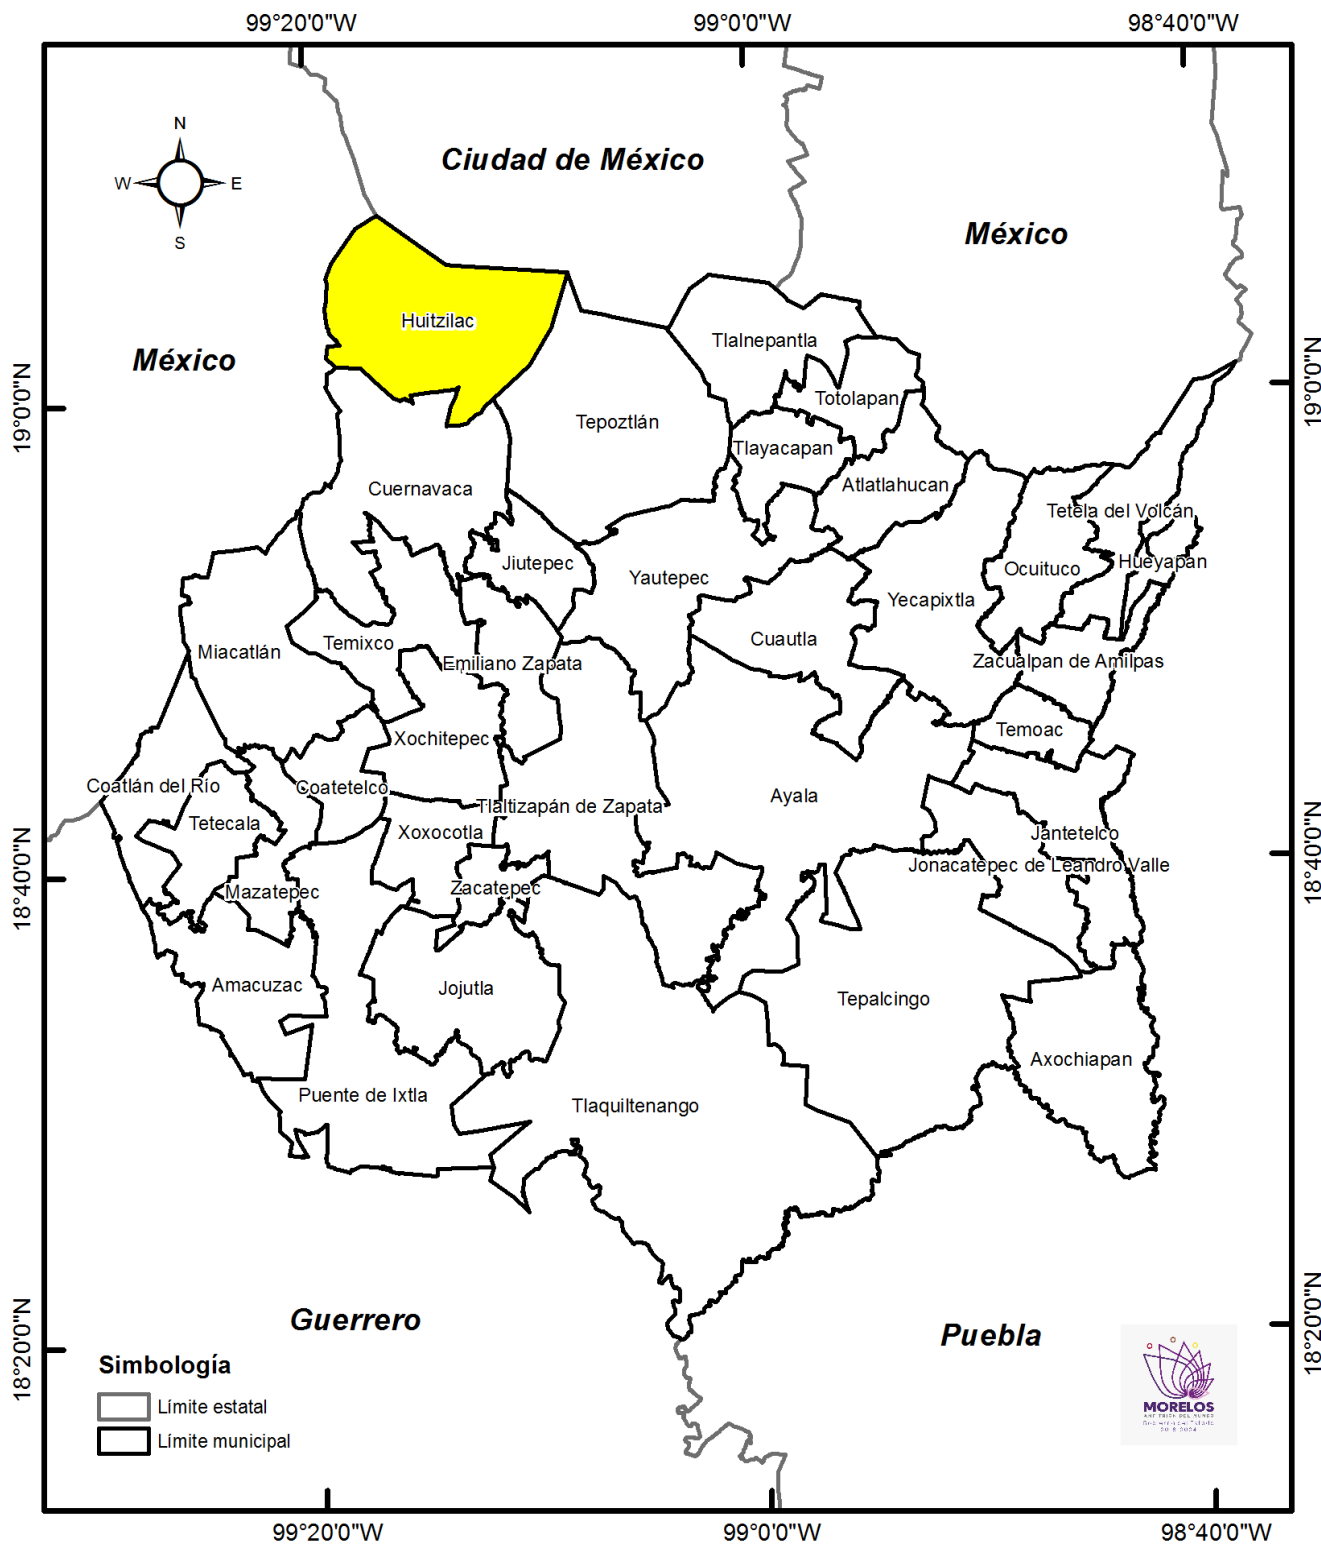 99°20'0"W
99°0'0"W
98°40'0"W
N
W
E
S
Ciudad de México
México
México
Huitzilac
Tlalnepantla
Totolapan
Tepoztlán
Tlayacapan
Atlatlahucan
Cuernavaca
Tetela del Volcán
Jiutepec
Hueyapan
Ocuituco
Yautepec
Yecapixtla
Cuautla
Temixco
Miacatlán
Emiliano Zapata
Zacualpan de Amilpas
Temoac
Xochitepec
Coatlán del Río
Coatetelco
Ayala
Tlaltizapán de Zapata
Tetecala
Xoxocotla
Jantetelco
Jonacatepec de Leandro Valle
Mazatepec
Zacatepec
Amacuzac
Jojutla
Tepalcingo
Axochiapan
Puente de Ixtla
Tlaquiltenango
Guerrero
Puebla
19°0'0"N
18°40'0"N
18°20'0"N
19°0'0"N
18°40'0"N
18°20'0"N
Simbología
Límite estatal
Límite municipal
MORELOS
2018-2024
99°20'0"W
99°0'0"W
98°40'0"W